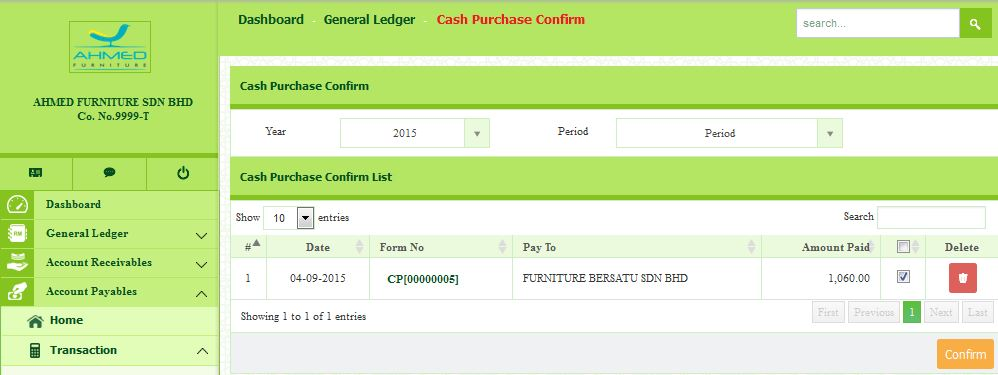 Dashboard - General Ledger - Cash Purchase Confirm
search...
AHMED
FURNITURE
AHMED FURNITURE SDN BHD
Co. No.9999-T
Dashboard
RM General Ledger
Account Receivables
Account Payables
Home
Transaction
Cash Purchase Confirm
Year 2015 Period Period
Cash Purchase Confirm List
Show 10 entries Search
# Date Form No Pay To Amount Paid Delete
1 04-09-2015 CP[00000005] FURNITURE BERSATU SDN BHD 1,060.00
Showing 1 to 1 of 1 entries First Previous 1 Next Last
Confirm